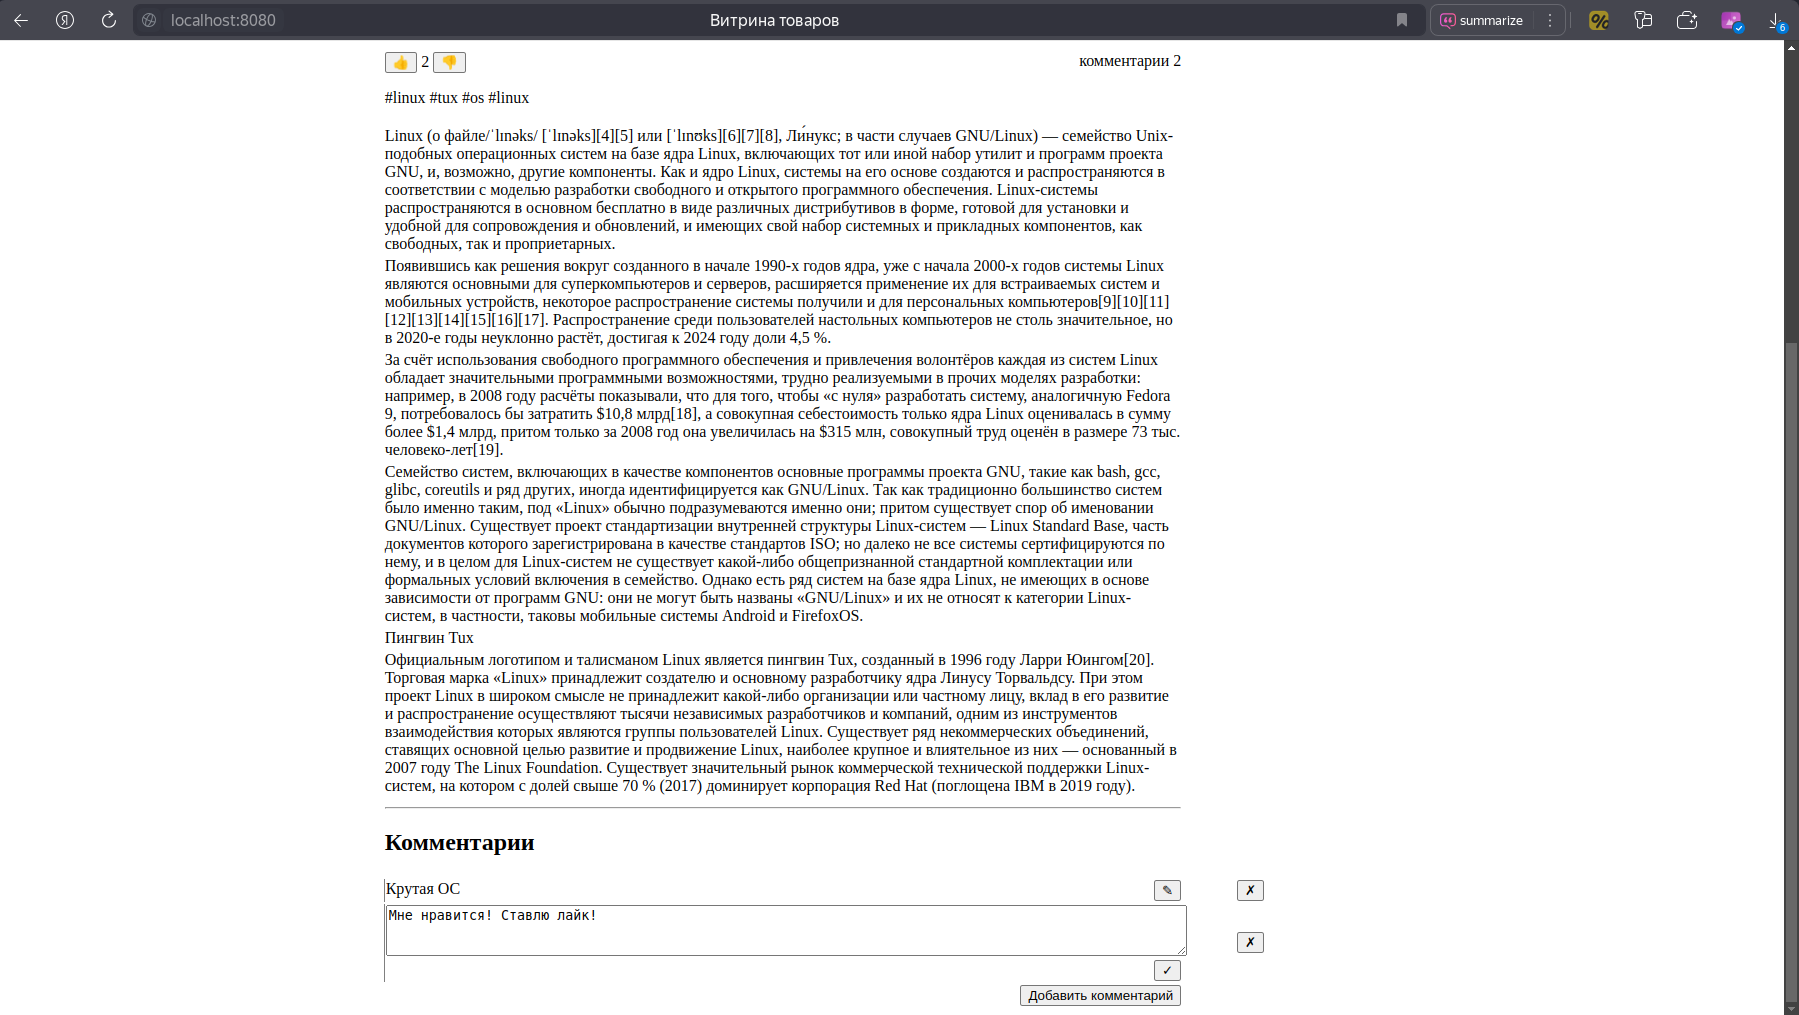 localhost:8080
Витрина товаров
summarize
6
2
комментарии 2
#linux #tux #os #linux
Linux (о файле/ˈlɪnəks/ [ˈlɪnəks][4][5] или [ˈlɪnʊks][6][7][8], Ли́нукс; в части случаев GNU/Linux) — семейство Unix-
подобных операционных систем на базе ядра Linux, включающих тот или иной набор утилит и программ проекта
GNU, и, возможно, другие компоненты. Как и ядро Linux, системы на его основе создаются и распространяются в
соответствии с моделью разработки свободного и открытого программного обеспечения. Linux-системы
распространяются в основном бесплатно в виде различных дистрибутивов в форме, готовой для установки и
удобной для сопровождения и обновлений, и имеющих свой набор системных и прикладных компонентов, как
свободных, так и проприетарных.
Появившись как решения вокруг созданного в начале 1990-х годов ядра, уже с начала 2000-х годов системы Linux
являются основными для суперкомпьютеров и серверов, расширяется применение их для встраиваемых систем и
мобильных устройств, некоторое распространение системы получили и для персональных компьютеров[9][10][11]
[12][13][14][15][16][17]. Распространение среди пользователей настольных компьютеров не столь значительное, но
в 2020-е годы неуклонно растёт, достигая к 2024 году доли 4,5 %.
За счёт использования свободного программного обеспечения и привлечения волонтёров каждая из систем Linux
обладает значительными программными возможностями, трудно реализуемыми в прочих моделях разработки:
например, в 2008 году расчёты показывали, что для того, чтобы «с нуля» разработать систему, аналогичную Fedora
9, потребовалось бы затратить $10,8 млрд[18], а совокупная себестоимость только ядра Linux оценивалась в сумму
более $1,4 млрд, притом только за 2008 год она увеличилась на $315 млн, совокупный труд оценён в размере 73 тыс.
человеко-лет[19].
Семейство систем, включающих в качестве компонентов основные программы проекта GNU, такие как bash, gcc,
glibc, coreutils и ряд других, иногда идентифицируется как GNU/Linux. Так как традиционно большинство систем
было именно таким, под «Linux» обычно подразумеваются именно они; притом существует спор об именовании
GNU/Linux. Существует проект стандартизации внутренней структуры Linux-систем — Linux Standard Base, часть
документов которого зарегистрирована в качестве стандартов ISO; но далеко не все системы сертифицируются по
нему, и в целом для Linux-систем не существует какой-либо общепризнанной стандартной комплектации или
формальных условий включения в семейство. Однако есть ряд систем на базе ядра Linux, не имеющих в основе
зависимости от программ GNU: они не могут быть названы «GNU/Linux» и их не относят к категории Linux-
систем, в частности, таковы мобильные системы Android и FirefoxOS.
Пингвин Tux
Официальным логотипом и талисманом Linux является пингвин Tux, созданный в 1996 году Ларри Юингом[20].
Торговая марка «Linux» принадлежит создателю и основному разработчику ядра Линусу Торвальдсу. При этом
проект Linux в широком смысле не принадлежит какой-либо организации или частному лицу, вклад в его развитие
и распространение осуществляют тысячи независимых разработчиков и компаний, одним из инструментов
взаимодействия которых являются группы пользователей Linux. Существует ряд некоммерческих объединений,
ставящих основной целью развитие и продвижение Linux, наиболее крупное и влиятельное из них — основанный в
2007 году The Linux Foundation. Существует значительный рынок коммерческой технической поддержки Linux-
систем, на котором с долей свыше 70 % (2017) доминирует корпорация Red Hat (поглощена IBM в 2019 году).
Комментарии
Крутая ОС
Мне нравится! Ставлю лайк!
Добавить комментарий